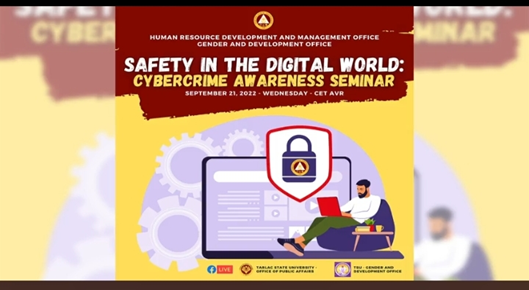 HUMAN RESOURCE DEVELOPMENT AND MANAGEMENT OFFICE
GENDER AND DEVELOPMENT OFFICE
SAFETY IN THE DIGITAL WORLD:
CYBERCRIME AWARENESS SEMINAR
SEPTEMBER 21, 2022 - WEDNESDAY - CET AVR
LIVE
TARLAC STATE UNIVERSITY -
OFFICE OF PUBLIC AFFAIRS
TSU - GENDER AND
DEVELOPMENT OFFICE